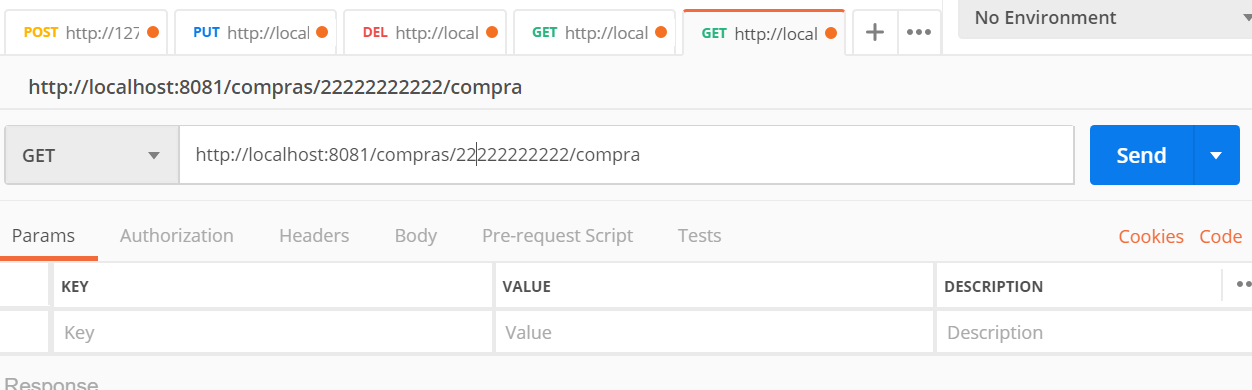 POST http://127 PUT http://local DEL http://local GET http://local GET http://local + ••• No Environment
http://localhost:8081/compras/22222222222/compra
GET http://localhost:8081/compras/22222222222/compra Send
Params Authorization Headers Body Pre-request Script Tests Cookies Code
KEY VALUE DESCRIPTION
Key Value Description
Response